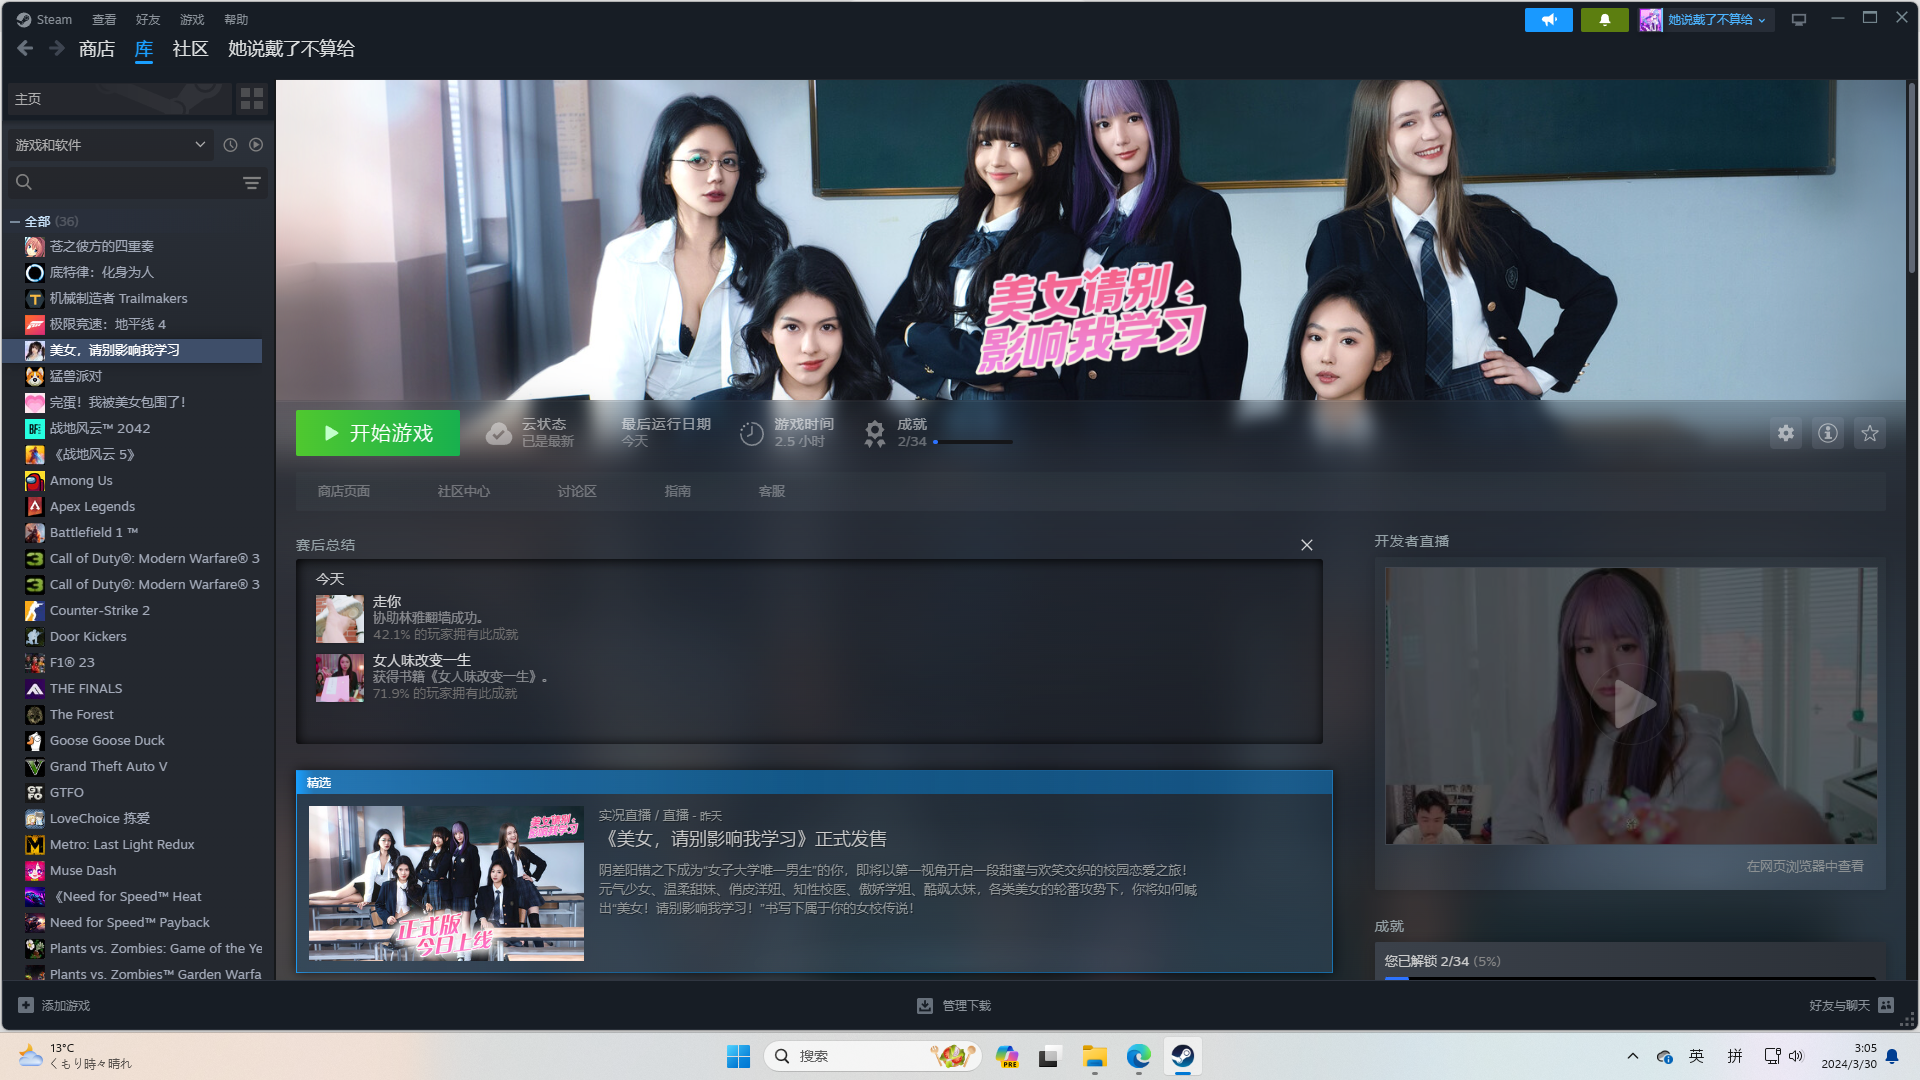 Steam 查看 好友 游戏 帮助
她说戴了不算给
商店 库 社区 她说戴了不算给
主页
游戏和软件
全部 (36)
苍之彼方的四重奏
底特律：化身为人
机械制造者 Trailmakers
极限竞速：地平线 4
美女，请别影响我学习
猛兽派对
完蛋！我被美女包围了！
战地风云™ 2042
《战地风云 5》
Among Us
Apex Legends
Battlefield 1 ™
Call of Duty®: Modern Warfare® 3
Call of Duty®: Modern Warfare® 3
Counter-Strike 2
Door Kickers
F1® 23
THE FINALS
The Forest
Goose Goose Duck
Grand Theft Auto V
GTFO
LoveChoice 拣爱
Metro: Last Light Redux
Muse Dash
《Need for Speed™ Heat
Need for Speed™ Payback
Plants vs. Zombies: Game of the Ye
Plants vs. Zombies™ Garden Warfa
美女请别
影响我学习
开始游戏
云状态
已是最新
最后运行日期
今天
游戏时间
2.5 小时
成就
2/34
商店页面 社区中心 讨论区 指南 客服
赛后总结
今天
走你
协助林雅翻墙成功。
42.1% 的玩家拥有此成就
女人味改变一生
获得书籍《女人味改变一生》。
71.9% 的玩家拥有此成就
精选
美女请别
影响我学习
正式版
今日上线
实况直播 / 直播 - 昨天
《美女，请别影响我学习》正式发售
阴差阳错之下成为“女子大学唯一男生”的你，即将以第一视角开启一段甜蜜与欢笑交织的校园恋爱之旅！
元气少女、温柔甜妹、俏皮洋妞、知性校医、傲娇学姐、酷飒太妹，各类美女的轮番攻势下，你将如何喊
出“美女！请别影响我学习！”书写下属于你的女校传说！
开发者直播
在网页浏览器中查看
成就
您已解锁 2/34 (5%)
添加游戏
管理下载
好友与聊天
13°C
くもり時々晴れ
搜索
PRE
英 拼
3:05
2024/3/30